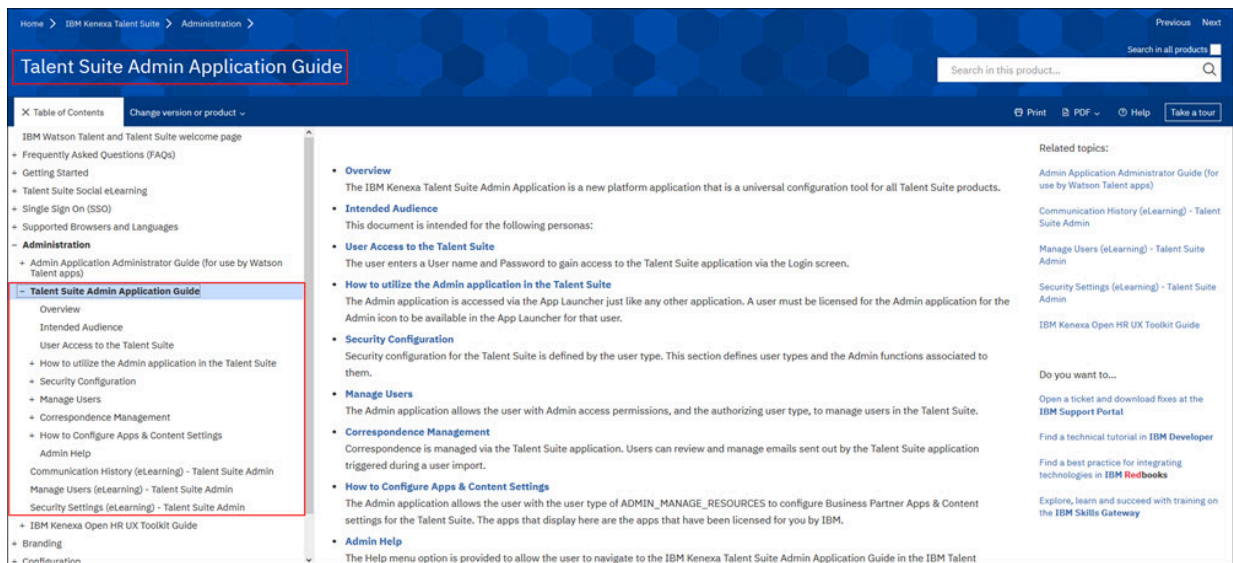 Home > IBM Kenexa Talent Suite > Administration >
Previous Next
Search in all products
Talent Suite Admin Application Guide
Search in this product...
X Table of Contents
Change version or product
Print PDF Help Take a tour
IBM Watson Talent and Talent Suite welcome page
+ Frequently Asked Questions (FAQs)
+ Getting Started
+ Talent Suite Social eLearning
+ Single Sign On (SSO)
+ Supported Browsers and Languages
− Administration
+ Admin Application Administrator Guide (for use by Watson
Talent apps)
− Talent Suite Admin Application Guide
Overview
Intended Audience
User Access to the Talent Suite
+ How to utilize the Admin application in the Talent Suite
+ Security Configuration
+ Manage Users
+ Correspondence Management
+ How to Configure Apps & Content Settings
Admin Help
Communication History (eLearning) - Talent Suite Admin
Manage Users (eLearning) - Talent Suite Admin
Security Settings (eLearning) - Talent Suite Admin
+ IBM Kenexa Open HR UX Toolkit Guide
+ Branding
+ Configuration
• Overview
The IBM Kenexa Talent Suite Admin Application is a new platform application that is a universal configuration tool for all Talent Suite products.
• Intended Audience
This document is intended for the following personas:
• User Access to the Talent Suite
The user enters a User name and Password to gain access to the Talent Suite application via the Login screen.
• How to utilize the Admin application in the Talent Suite
The Admin application is accessed via the App Launcher just like any other application. A user must be licensed for the Admin application for the
Admin icon to be available in the App Launcher for that user.
• Security Configuration
Security configuration for the Talent Suite is defined by the user type. This section defines user types and the Admin functions associated to
them.
• Manage Users
The Admin application allows the user with Admin access permissions, and the authorizing user type, to manage users in the Talent Suite.
• Correspondence Management
Correspondence is managed via the Talent Suite application. Users can review and manage emails sent out by the Talent Suite application
triggered during a user import.
• How to Configure Apps & Content Settings
The Admin application allows the user with the user type of ADMIN_MANAGE_RESOURCES to configure Business Partner Apps & Content
settings for the Talent Suite. The apps that display here are the apps that have been licensed for you by IBM.
• Admin Help
The Help menu option is provided to allow the user to navigate to the IBM Kenexa Talent Suite Admin Application Guide in the IBM Talent
Related topics:
Admin Application Administrator Guide (for
use by Watson Talent apps)
Communication History (eLearning) - Talent
Suite Admin
Manage Users (eLearning) - Talent Suite
Admin
Security Settings (eLearning) - Talent Suite
Admin
IBM Kenexa Open HR UX Toolkit Guide
Do you want to...
Open a ticket and download fixes at the
IBM Support Portal
Find a technical tutorial in IBM Developer
Find a best practice for integrating
technologies in IBM Redbooks
Explore, learn and succeed with training on
the IBM Skills Gateway